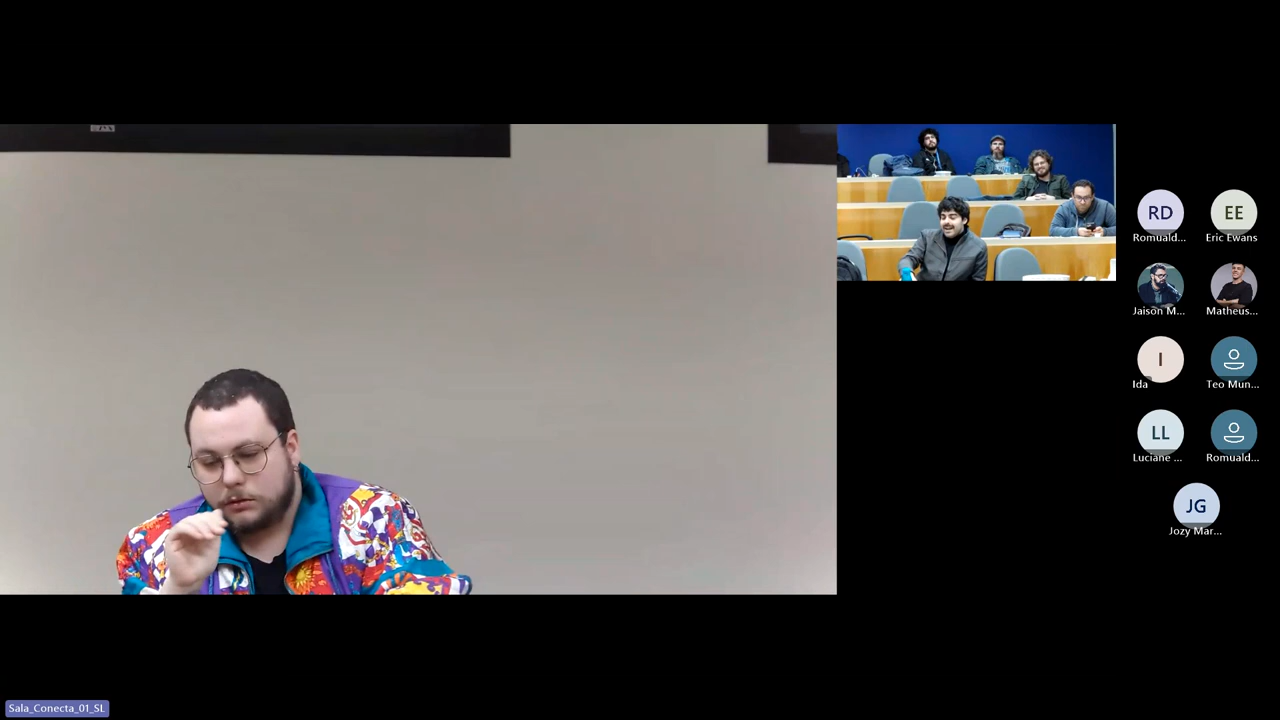 RD
EE
Romuald...
Eric Ewans
Jaison M...
Matheus...
I
Ida
Teo Mun...
LL
Luciane ...
Romuald...
JG
Jozy Mar...
Sala_Conecta_01_SL